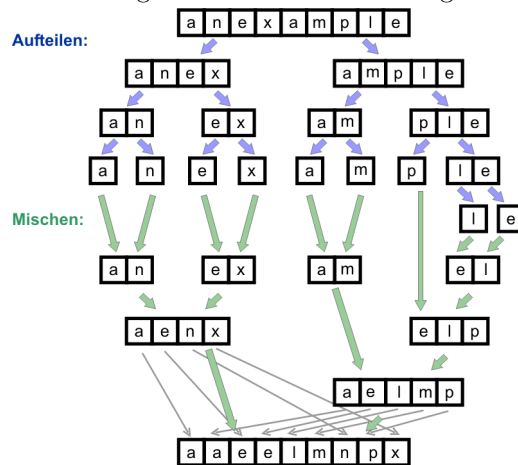 a n e x a m p l e
Aufteilen:
a n e x a m p l e
a n e x a m p l e
a n e x a m p l e
Mischen: l e
a n e x a m e l
a e n x e l p
a e l m p
a a e e l m n p x